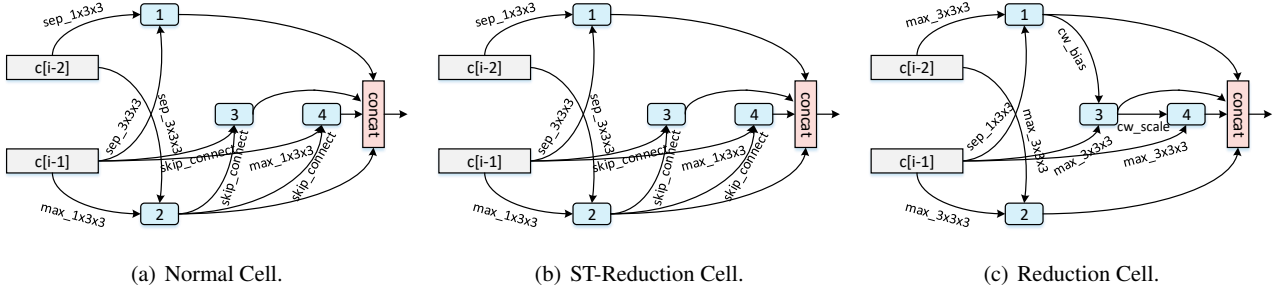 sep_1x3x3
1
c[i-2]
sep_3x3x3
sep_3x3x3
3
4
concat
c[i-1]
skip_connect
max_1x3x3
skip_connect
skip_connect
max_1x3x3
2
(a) Normal Cell.
sep_1x3x3
1
c[i-2]
sep_3x3x3
sep_3x3x3
3
4
concat
c[i-1]
skip_connect
max_1x3x3
skip_connect
skip_connect
max_1x3x3
2
(b) ST-Reduction Cell.
max_3x3x3
1
cw_bias
c[i-2]
sep_1x3x3
max_3x3x3
3
cw_scale
4
concat
c[i-1]
max_3x3x3
max_3x3x3
max_3x3x3
2
(c) Reduction Cell.